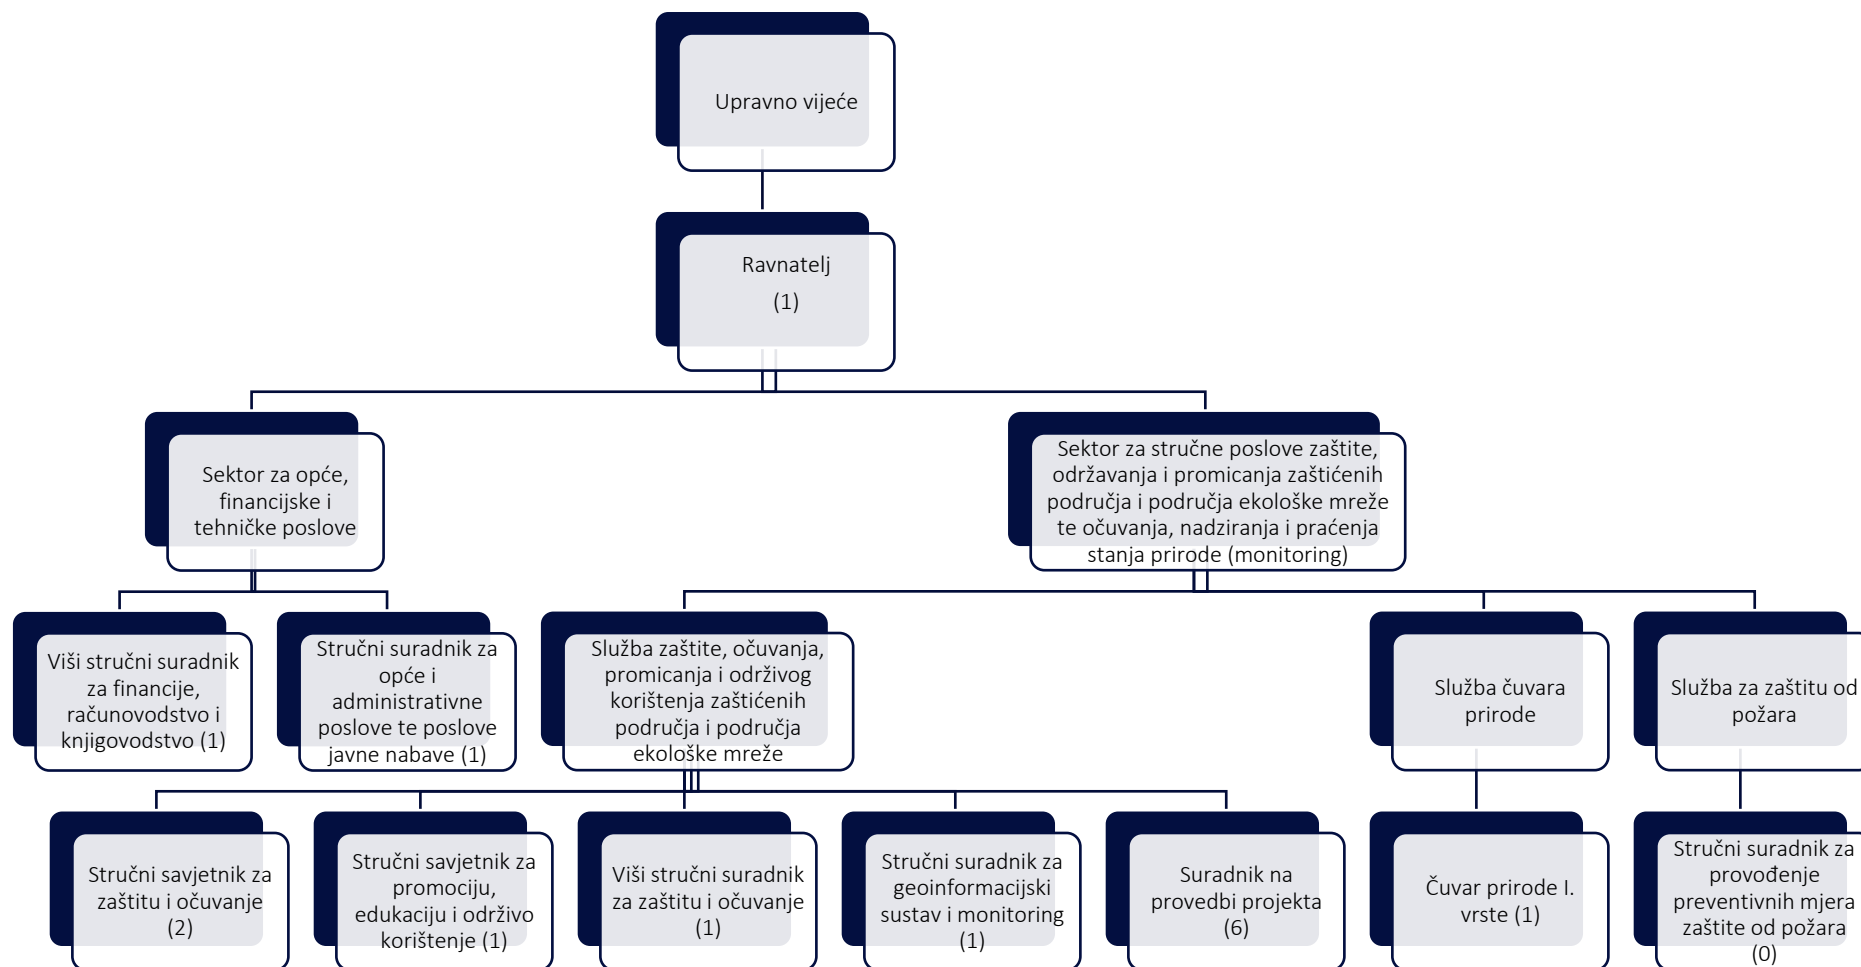 Upravno vijeće
Ravnatelj
(1)
Sektor za opće,
financijske i
tehničke poslove
Sektor za stručne poslove zaštite,
održavanja i promicanja zaštićenih
područja i područja ekološke mreže
te očuvanja, nadziranja i praćenja
stanja prirode (monitoring)
Viši stručni suradnik
za financije,
računovodstvo i
knjigovodstvo (1)
Stručni suradnik za
opće i
administrativne
poslove te poslove
javne nabave (1)
Služba zaštite, očuvanja,
promicanja i održivog
korištenja zaštićenih
područja i područja
ekološke mreže
Služba čuvara
prirode
Služba za zaštitu od
požara
Stručni savjetnik za
zaštitu i očuvanje
(2)
Stručni savjetnik za
promociju,
edukaciju i održivo
korištenje (1)
Viši stručni suradnik
za zaštitu i očuvanje
(1)
Stručni suradnik za
geoinformacijski
sustav i monitoring
(1)
Suradnik na
provedbi projekta
(6)
Čuvar prirode I.
vrste (1)
Stručni suradnik za
provođenje
preventivnih mjera
zaštite od požara
(0)